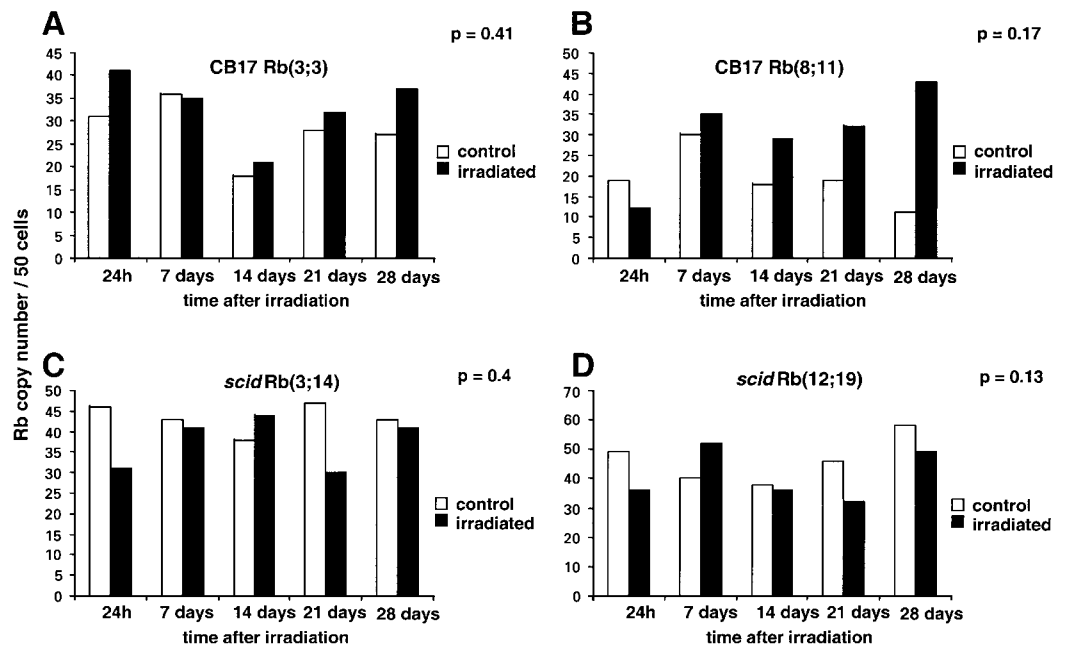 A
p = 0.41
CB17 Rb(3;3)
45
40
35
30
25
20
15
10
5
0
24h 7 days 14 days 21 days 28 days
time after irradiation
control
irradiated
B
p = 0.17
CB17 Rb(8;11)
50
45
40
35
30
25
20
15
10
5
0
24h 7 days 14 days 21 days 28 days
time after irradiation
control
irradiated
Rb copy number / 50 cells
C
p = 0.4
scid Rb(3;14)
50
45
40
35
30
25
20
15
10
5
0
24h 7 days 14 days 21 days 28 days
time after irradiation
control
irradiated
D
p = 0.13
scid Rb(12;19)
70
60
50
40
30
20
10
0
24h 7 days 14 days 21 days 28 days
time after irradiation
control
irradiated